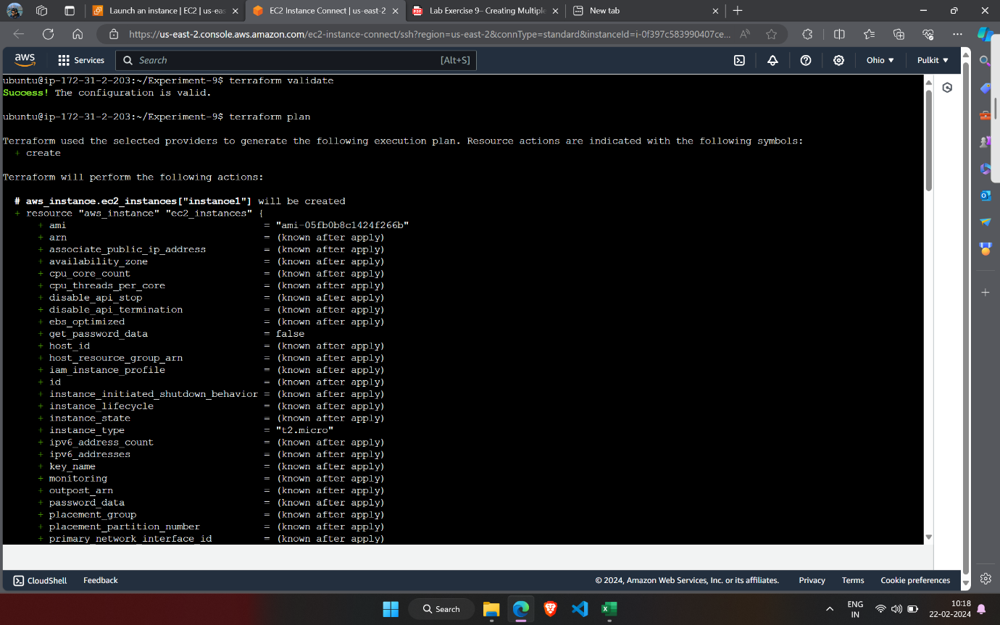 Launch an instance | EC2 | us-eas
EC2 Instance Connect | us-east-2
PDF
Lab Exercise 9– Creating Multiple
New tab
https://us-east-2.console.aws.amazon.com/ec2-instance-connect/ssh?region=us-east-2&connType=standard&instanceId=i-0f397c583990407ce...
aws
Services
Search
[Alt+S]
Ohio
Pulkit
ubuntu@ip-172-31-2-203:~/Experiment-9$ terraform validate
Success! The configuration is valid.
ubuntu@ip-172-31-2-203:~/Experiment-9$ terraform plan
Terraform used the selected providers to generate the following execution plan. Resource actions are indicated with the following symbols:
+ create
Terraform will perform the following actions:
# aws_instance.ec2_instances["instance1"] will be created
+ resource "aws_instance" "ec2_instances" {
+ ami = "ami-05fb0b8c1424f266b"
+ arn = (known after apply)
+ associate_public_ip_address = (known after apply)
+ availability_zone = (known after apply)
+ cpu_core_count = (known after apply)
+ cpu_threads_per_core = (known after apply)
+ disable_api_stop = (known after apply)
+ disable_api_termination = (known after apply)
+ ebs_optimized = (known after apply)
+ get_password_data = false
+ host_id = (known after apply)
+ host_resource_group_arn = (known after apply)
+ iam_instance_profile = (known after apply)
+ id = (known after apply)
+ instance_initiated_shutdown_behavior = (known after apply)
+ instance_lifecycle = (known after apply)
+ instance_state = (known after apply)
+ instance_type = "t2.micro"
+ ipv6_address_count = (known after apply)
+ ipv6_addresses = (known after apply)
+ key_name = (known after apply)
+ monitoring = (known after apply)
+ outpost_arn = (known after apply)
+ password_data = (known after apply)
+ placement_group = (known after apply)
+ placement_partition_number = (known after apply)
+ primary_network_interface_id = (known after apply)
CloudShell
Feedback
© 2024, Amazon Web Services, Inc. or its affiliates.
Privacy
Terms
Cookie preferences
Search
ENG
IN
10:18
22-02-2024